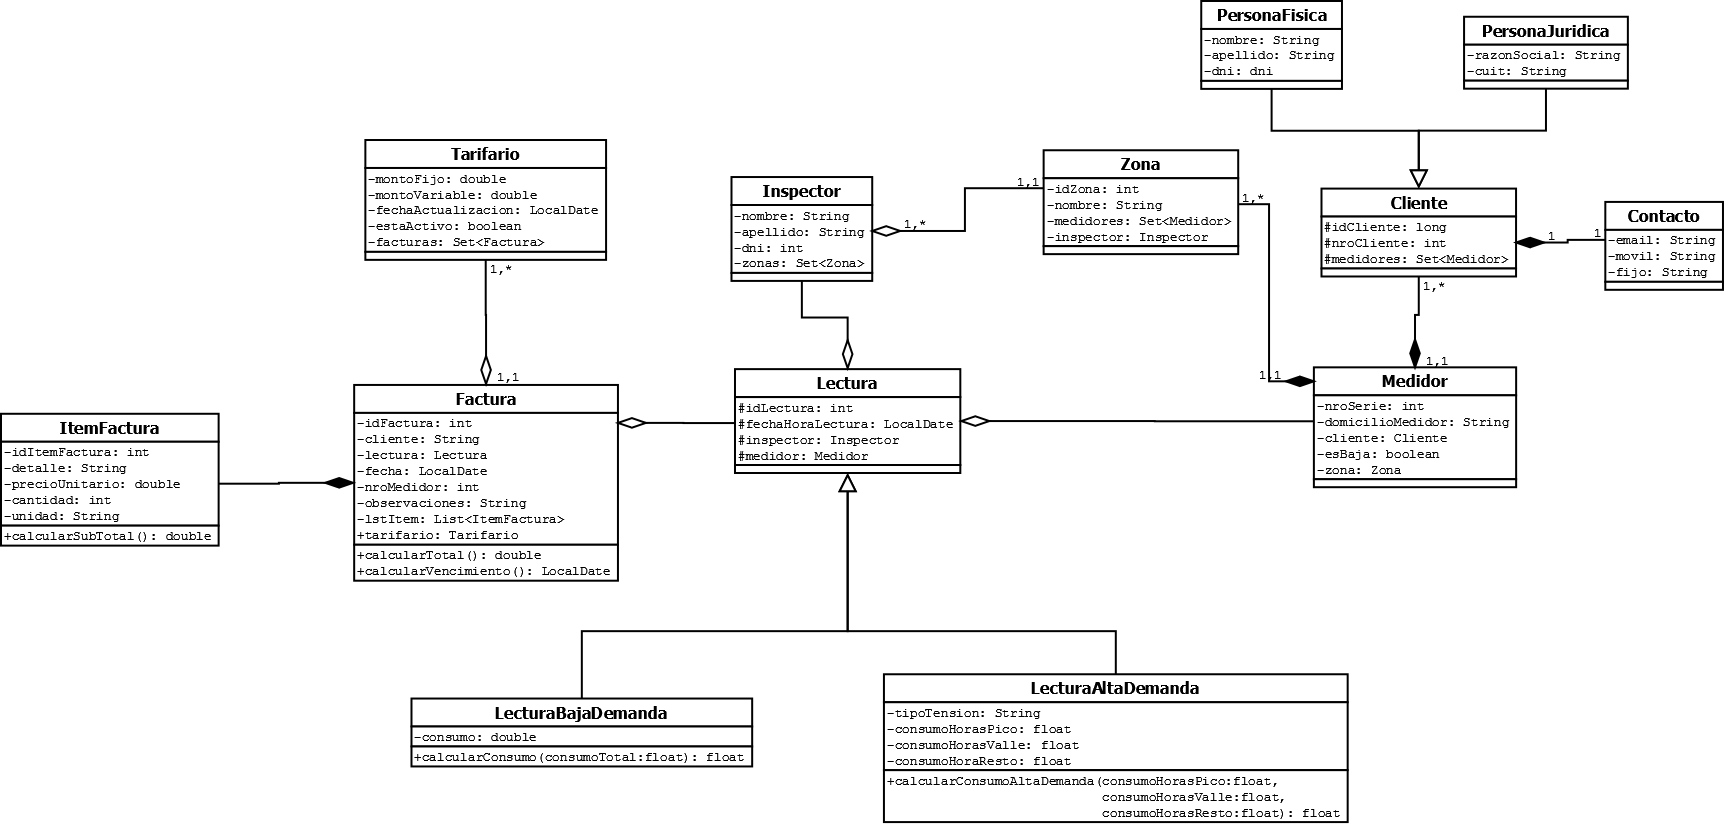 PersonaFisica
-nombre: String
-apellido: String
-dni: dni
PersonaJuridica
-razonSocial: String
-cuit: String
Tarifario
-montoFijo: double
-montoVariable: double
-fechaActualizacion: LocalDate
-estaActivo: boolean
-facturas: Set<Factura>
1,*
1,1
Inspector
-nombre: String
-apellido: String
-dni: int
-zonas: Set<Zona>
1,*
1,1
Zona
-idZona: int
-nombre: String
-medidores: Set<Medidor>
-inspector: Inspector
1,*
1,1
Cliente
#idCliente: long
#nroCliente: int
#medidores: Set<Medidor>
1
1
1,*
1,1
Contacto
-email: String
-movil: String
-fijo: String
ItemFactura
-idItemFactura: int
-detalle: String
-precioUnitario: double
-cantidad: int
-unidad: String
+calcularSubTotal(): double
Factura
-idFactura: int
-cliente: String
-lectura: Lectura
-fecha: LocalDate
-nroMedidor: int
-observaciones: String
-lstItem: List<ItemFactura>
+tarifario: Tarifario
+calcularTotal(): double
+calcularVencimiento(): LocalDate
Lectura
#idLectura: int
#fechaHoraLectura: LocalDate
#inspector: Inspector
#medidor: Medidor
Medidor
-nroSerie: int
-domicilioMedidor: String
-cliente: Cliente
-esBaja: boolean
-zona: Zona
LecturaBajaDemanda
-consumo: double
+calcularConsumo(consumoTotal:float): float
LecturaAltaDemanda
-tipoTension: String
-consumoHorasPico: float
-consumoHorasValle: float
-consumoHoraResto: float
+calcularConsumoAltaDemanda(consumoHorasPico:float,
consumoHorasValle:float,
consumoHorasResto:float): float